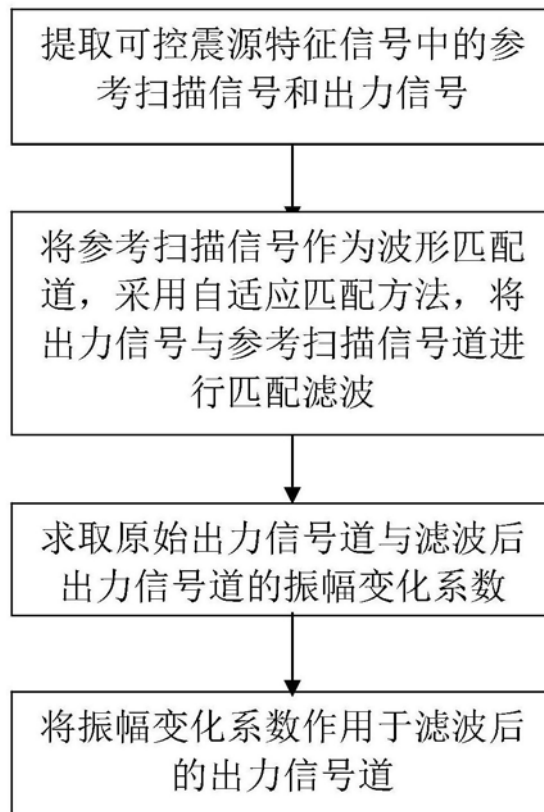 提取可控震源特征信号中的参
考扫描信号和出力信号
将参考扫描信号作为波形匹配
道，采用自适应匹配方法，将
出力信号与参考扫描信号道进
行匹配滤波
求取原始出力信号道与滤波后
出力信号道的振幅变化系数
将振幅变化系数作用于滤波后
的出力信号道